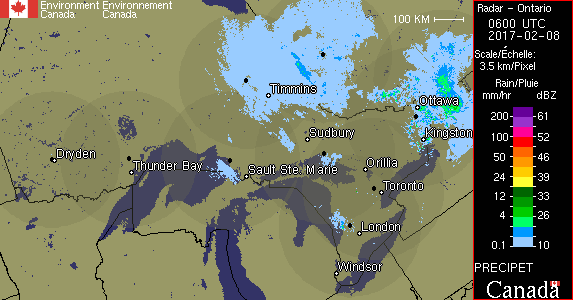 Environment Environnement
Canada Canada
100 KM
Timmins
Ottawa
Sudbury
Kingston
Dryden
Thunder Bay
Sault Ste. Marie
Orillia
Toronto
London
Windsor
Radar - Ontario
0600 UTC
2017-02-08
Scale/Échelle:
3.5 km/Pixel
Rain/Pluie
mm/hr dBZ
200 61
100 57
100 52
50 46
24 39
12 33
4 26
0.1 10
PRECIPET
Canada